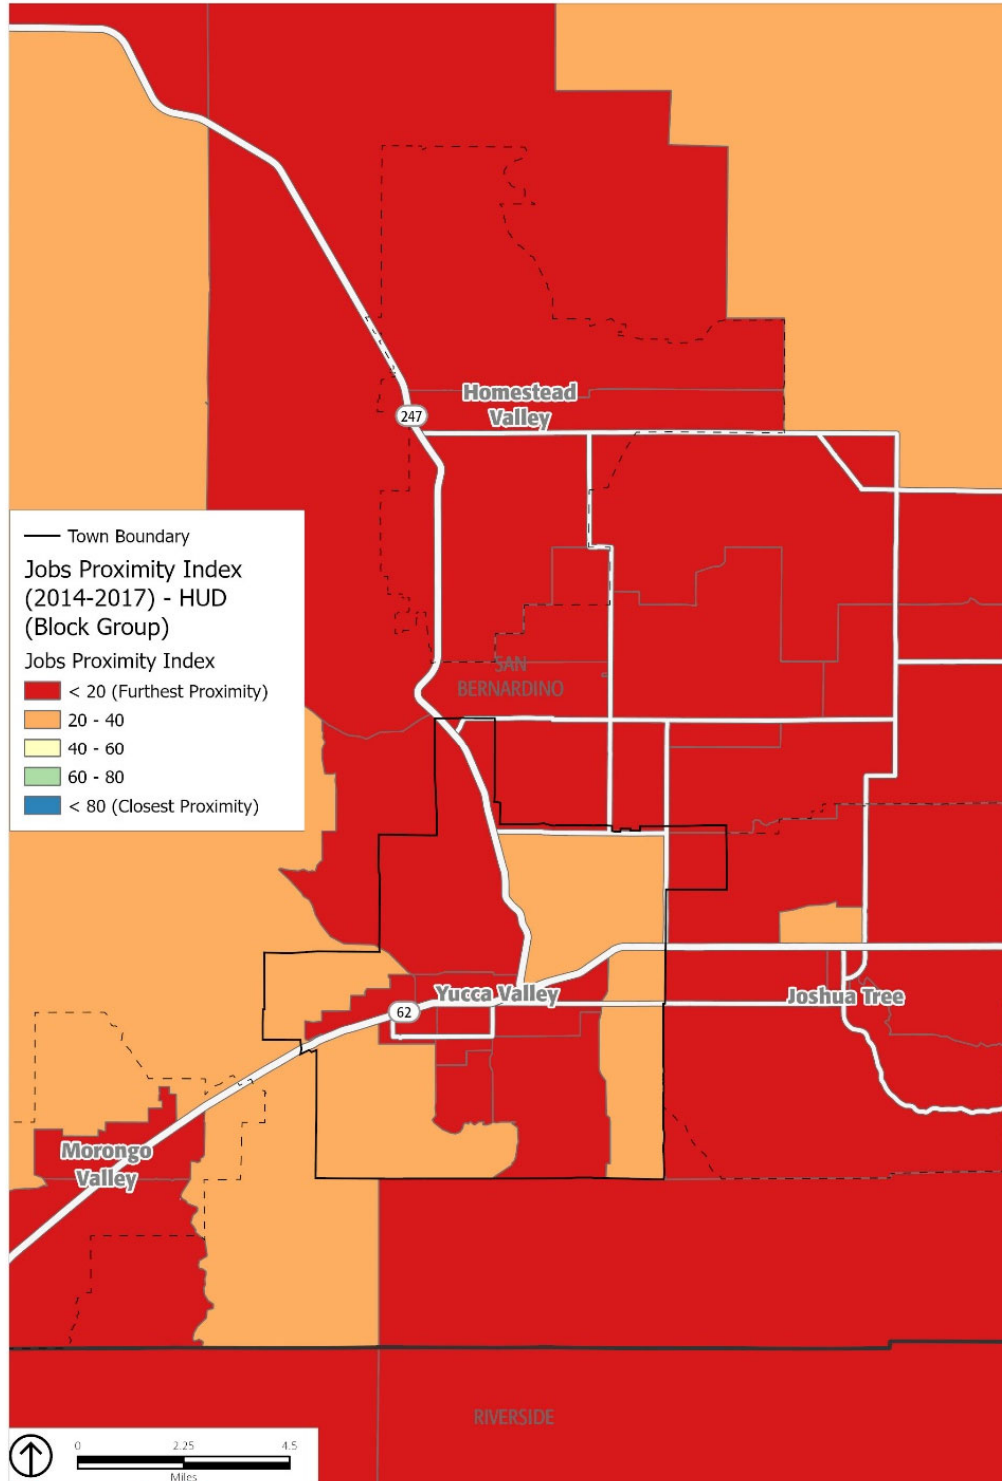 Homestead
Valley
247
Town Boundary
Jobs Proximity Index
(2014-2017) - HUD
(Block Group)
Jobs Proximity Index
< 20 (Furthest Proximity)
20 - 40
40 - 60
60 - 80
< 80 (Closest Proximity)
SAN
BERNARDINO
Yucca Valley
Joshua Tree
62
Morongo
Valley
RIVERSIDE
0 2.25 4.5
Miles